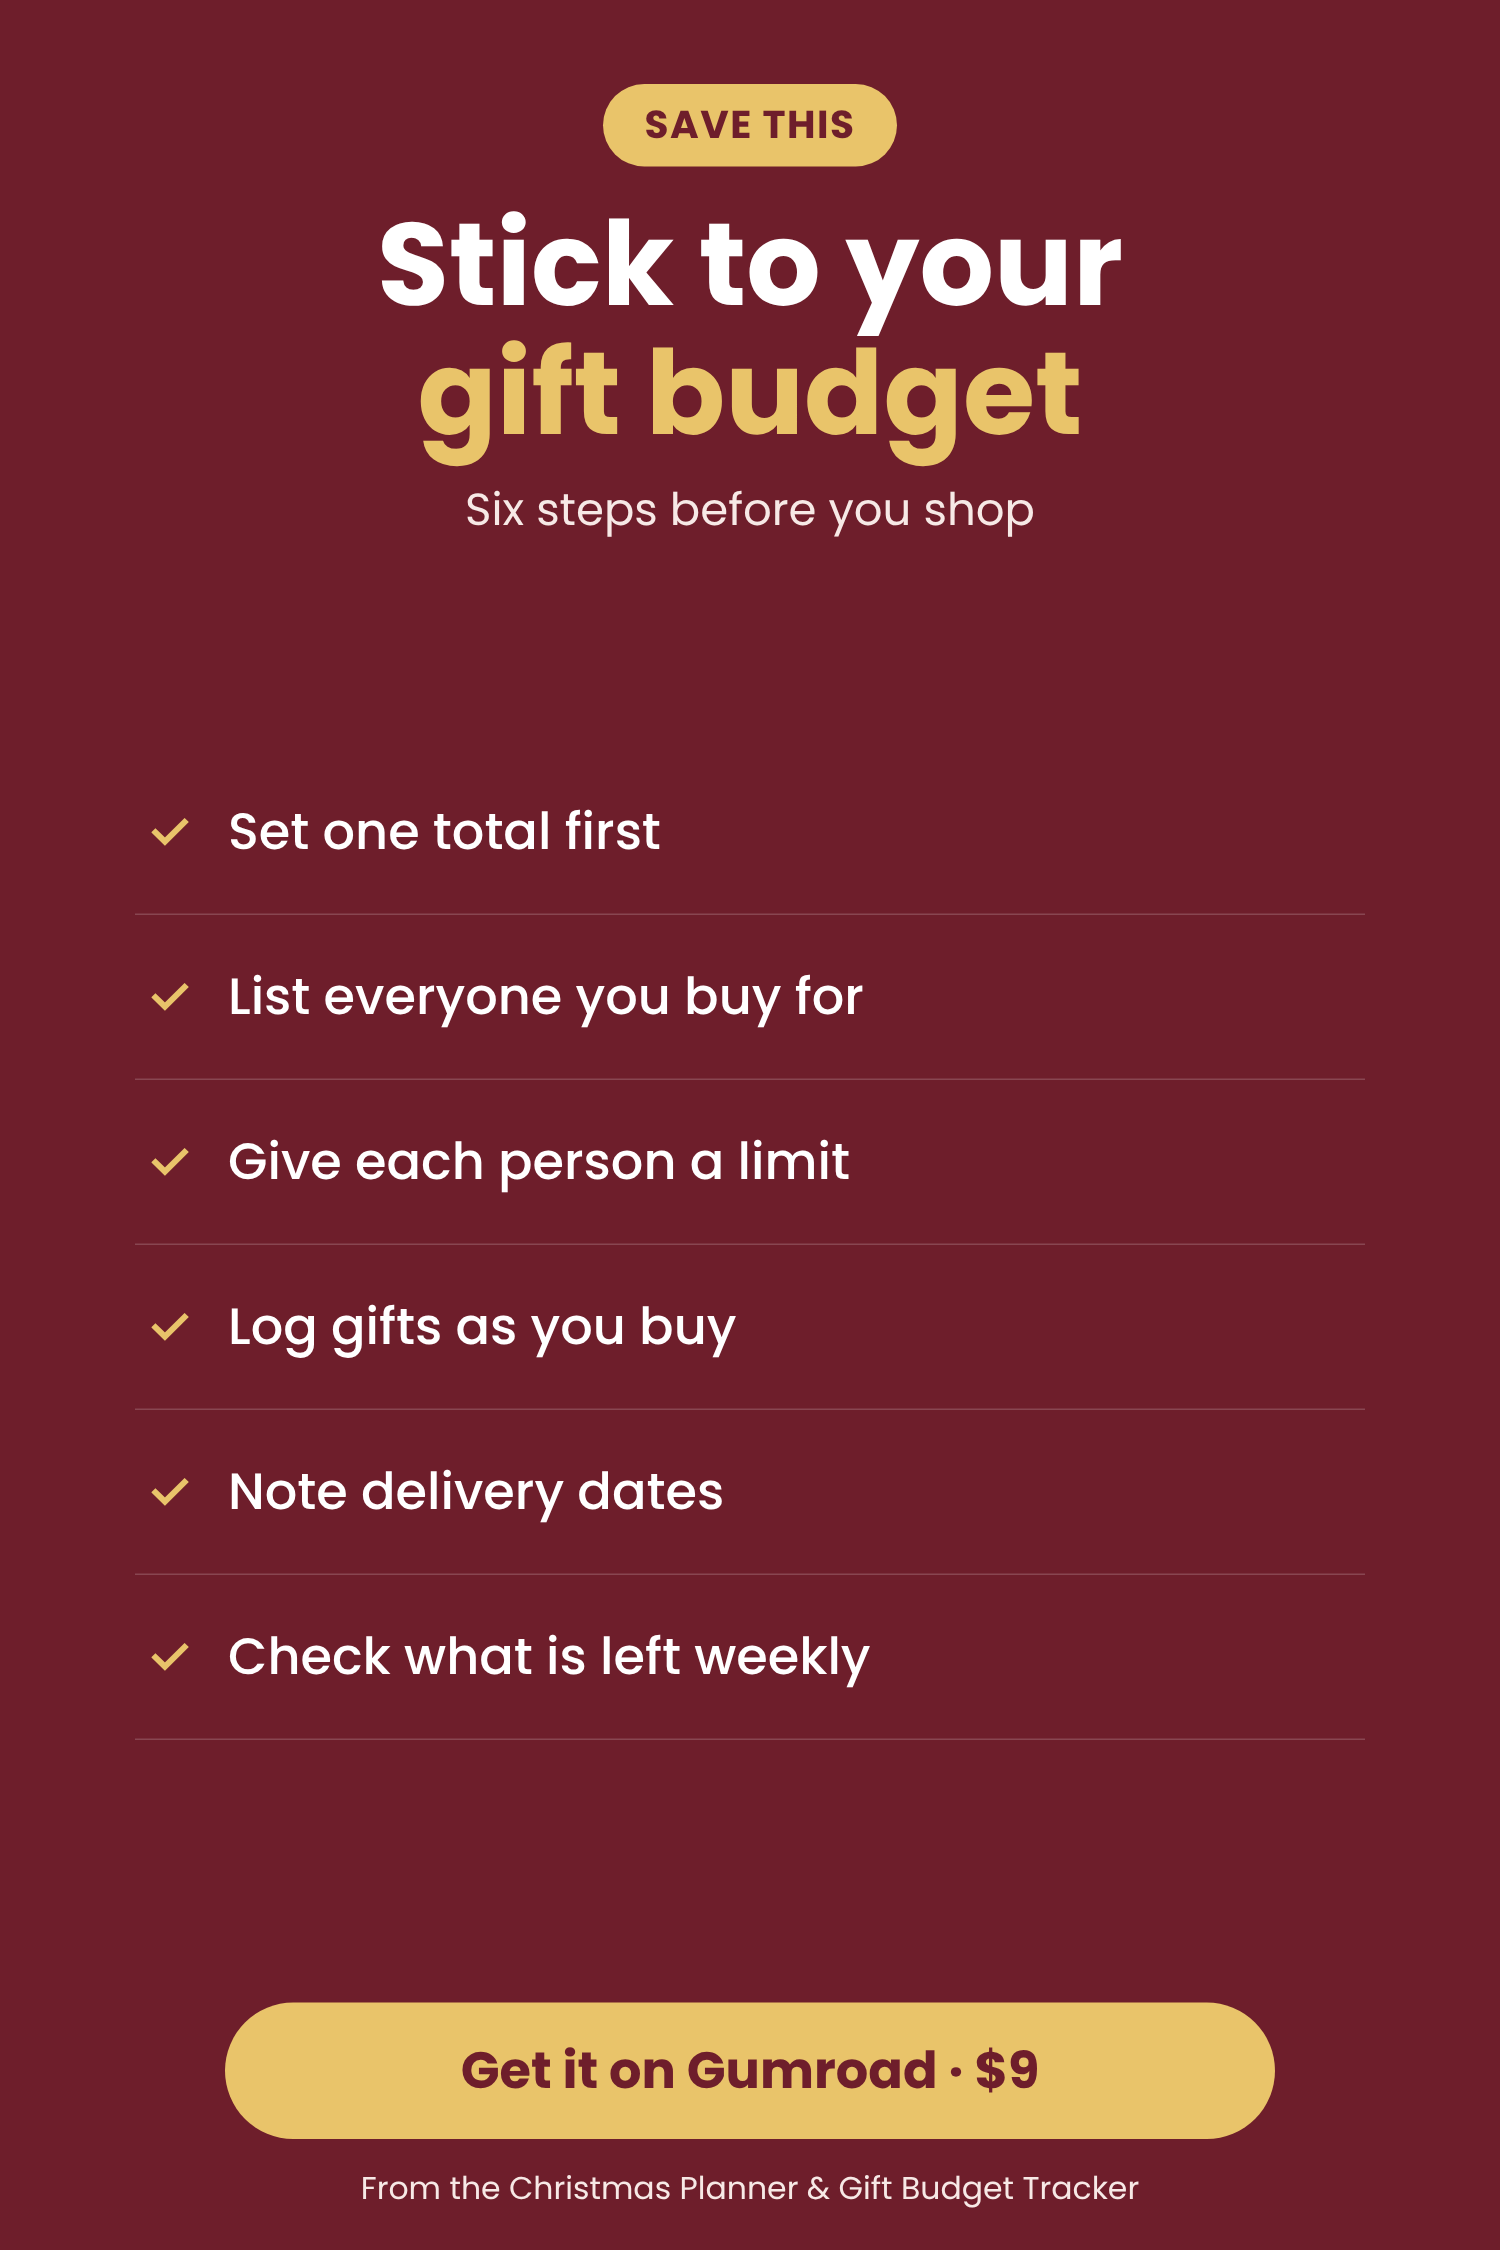 SAVE THIS
Stick to your
gift budget
Six steps before you shop
Set one total first
List everyone you buy for
Give each person a limit
Log gifts as you buy
Note delivery dates
Check what is left weekly
Get it on Gumroad · $9
From the Christmas Planner & Gift Budget Tracker